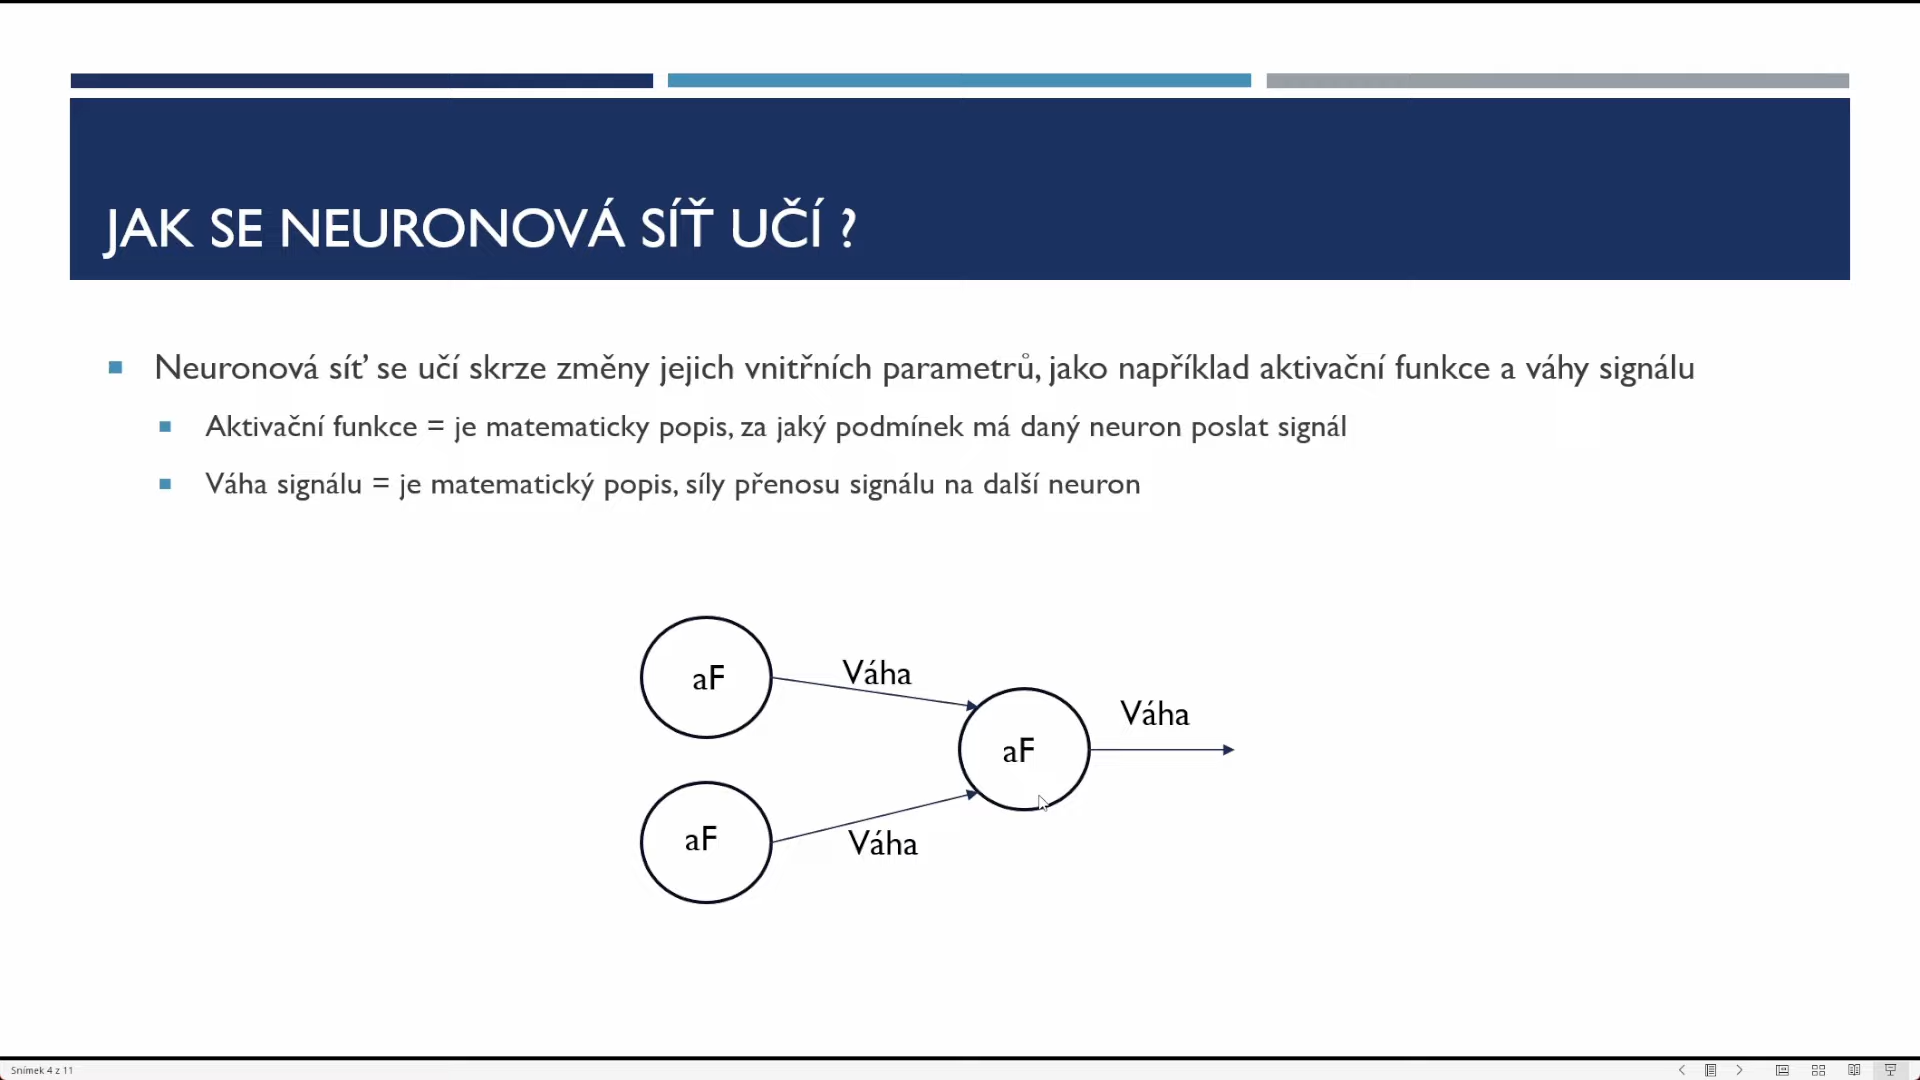 JAK SE NEURONOVÁ SÍŤ UČÍ ?
Neuronová síť se učí skrze změny jejich vnitřních parametrů, jako například aktivační funkce a váhy signálu
Aktivační funkce = je matematicky popis, za jaký podmínek má daný neuron poslat signál
Váha signálu = je matematický popis, síly přenosu signálu na další neuron
aF
Váha
Váha
aF
aF
Váha
Snímek 4 z 11